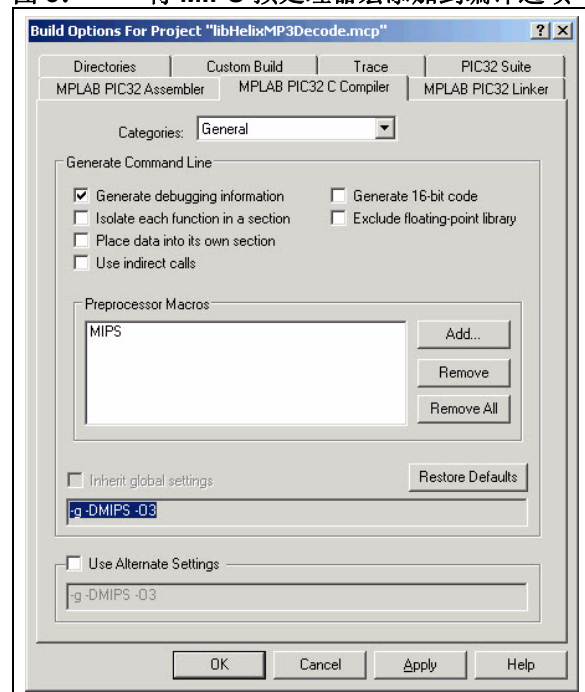 Build Options For Project "libHelixMP3Decode.mcp"
Directories Custom Build Trace PIC32 Suite
MPLAB PIC32 Assembler MPLAB PIC32 C Compiler MPLAB PIC32 Linker
Categories: General
Generate Command Line
Generate debugging information Generate 16-bit code
Isolate each function in a section Exclude floating-point library
Place data into its own section
Use indirect calls
Preprocessor Macros
MIPS
Add...
Remove
Remove All
Inherit global settings Restore Defaults
-g -DMIPS -O3
Use Alternate Settings
-g -DMIPS -O3
OK Cancel Apply Help